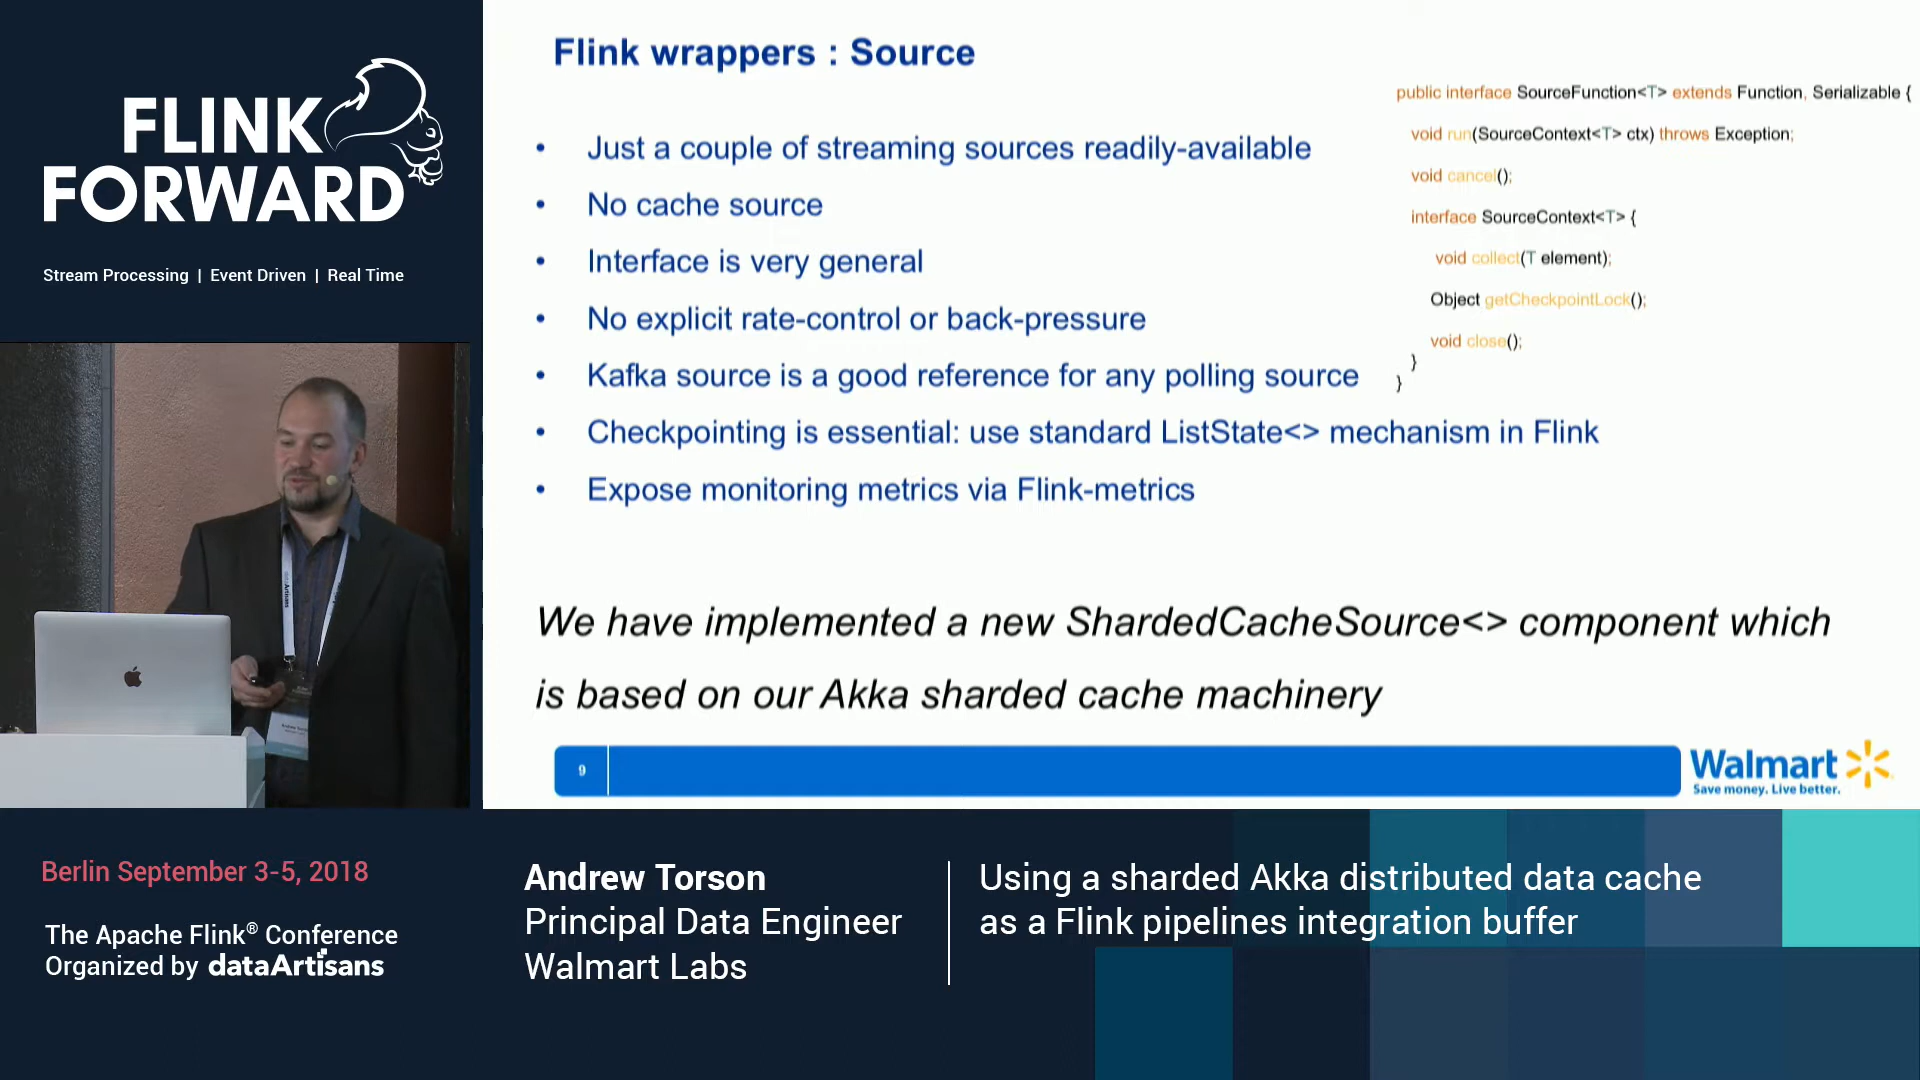 FLINK
FORWARD
Stream Processing | Event Driven | Real Time
Flink wrappers : Source
• Just a couple of streaming sources readily-available
• No cache source
• Interface is very general
• No explicit rate-control or back-pressure
• Kafka source is a good reference for any polling source
• Checkpointing is essential: use standard ListState<> mechanism in Flink
• Expose monitoring metrics via Flink-metrics
public interface SourceFunction<T> extends Function, Serializable {
void run(SourceContext<T> ctx) throws Exception;
void cancel();
interface SourceContext<T> {
void collect(T element);
Object getCheckpointLock();
void close();
}
}
We have implemented a new ShardedCacheSource<> component which
is based on our Akka sharded cache machinery
9
Walmart
Save money. Live better.
Berlin September 3-5, 2018
The Apache Flink® Conference
Organized by dataArtisans
Andrew Torson
Principal Data Engineer
Walmart Labs
Using a sharded Akka distributed data cache
as a Flink pipelines integration buffer